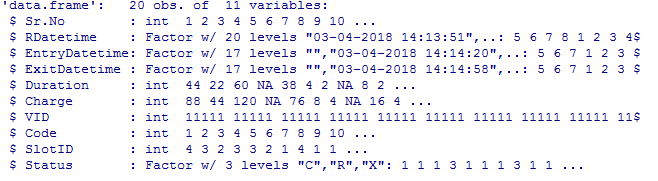 'data.frame':   20 obs. of  11 variables:
 $ Sr.No        : int  1 2 3 4 5 6 7 8 9 10 ...
 $ RDatetime    : Factor w/ 20 levels "03-04-2018 14:13:51",..: 5 6 7 8 1 2 3 4$
 $ EntryDatetime: Factor w/ 17 levels "","03-04-2018 14:14:20",..: 5 6 7 1 2 3 $
 $ ExitDatetime : Factor w/ 17 levels "","03-04-2018 14:14:58",..: 5 6 7 1 2 3 $
 $ Duration     : int  44 22 60 NA 38 4 2 NA 8 2 ...
 $ Charge       : int  88 44 120 NA 76 8 4 NA 16 4 ...
 $ VID          : int  11111 11111 11111 11111 11111 11111 11111 11111 11111 11$
 $ Code         : int  1 2 3 4 5 6 7 8 9 10 ...
 $ SlotID       : int  4 3 2 3 3 2 1 4 1 1 ...
 $ Status       : Factor w/ 3 levels "C","R","X": 1 1 1 3 1 1 1 3 1 1 ...